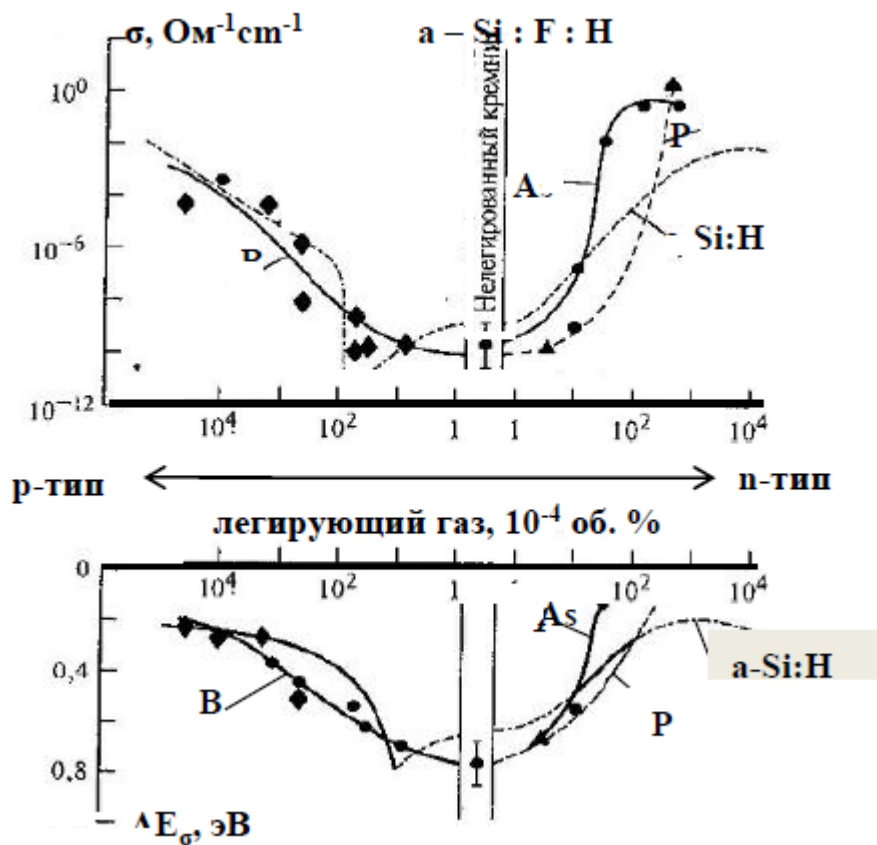 σ, Ом⁻¹cm⁻¹
a – Si : F : H
Нелегированный кремний
10⁰
P
A
Si:H
10⁻⁶
10⁻¹²
10⁴ 10² 1 1 10² 10⁴
p-тип
n-тип
легирующий газ, 10⁻⁴ об. %
0
10⁴ 10² 1 10² 10⁴
As
0,4
a-Si:H
B
P
0,8
ΔE_σ, эВ